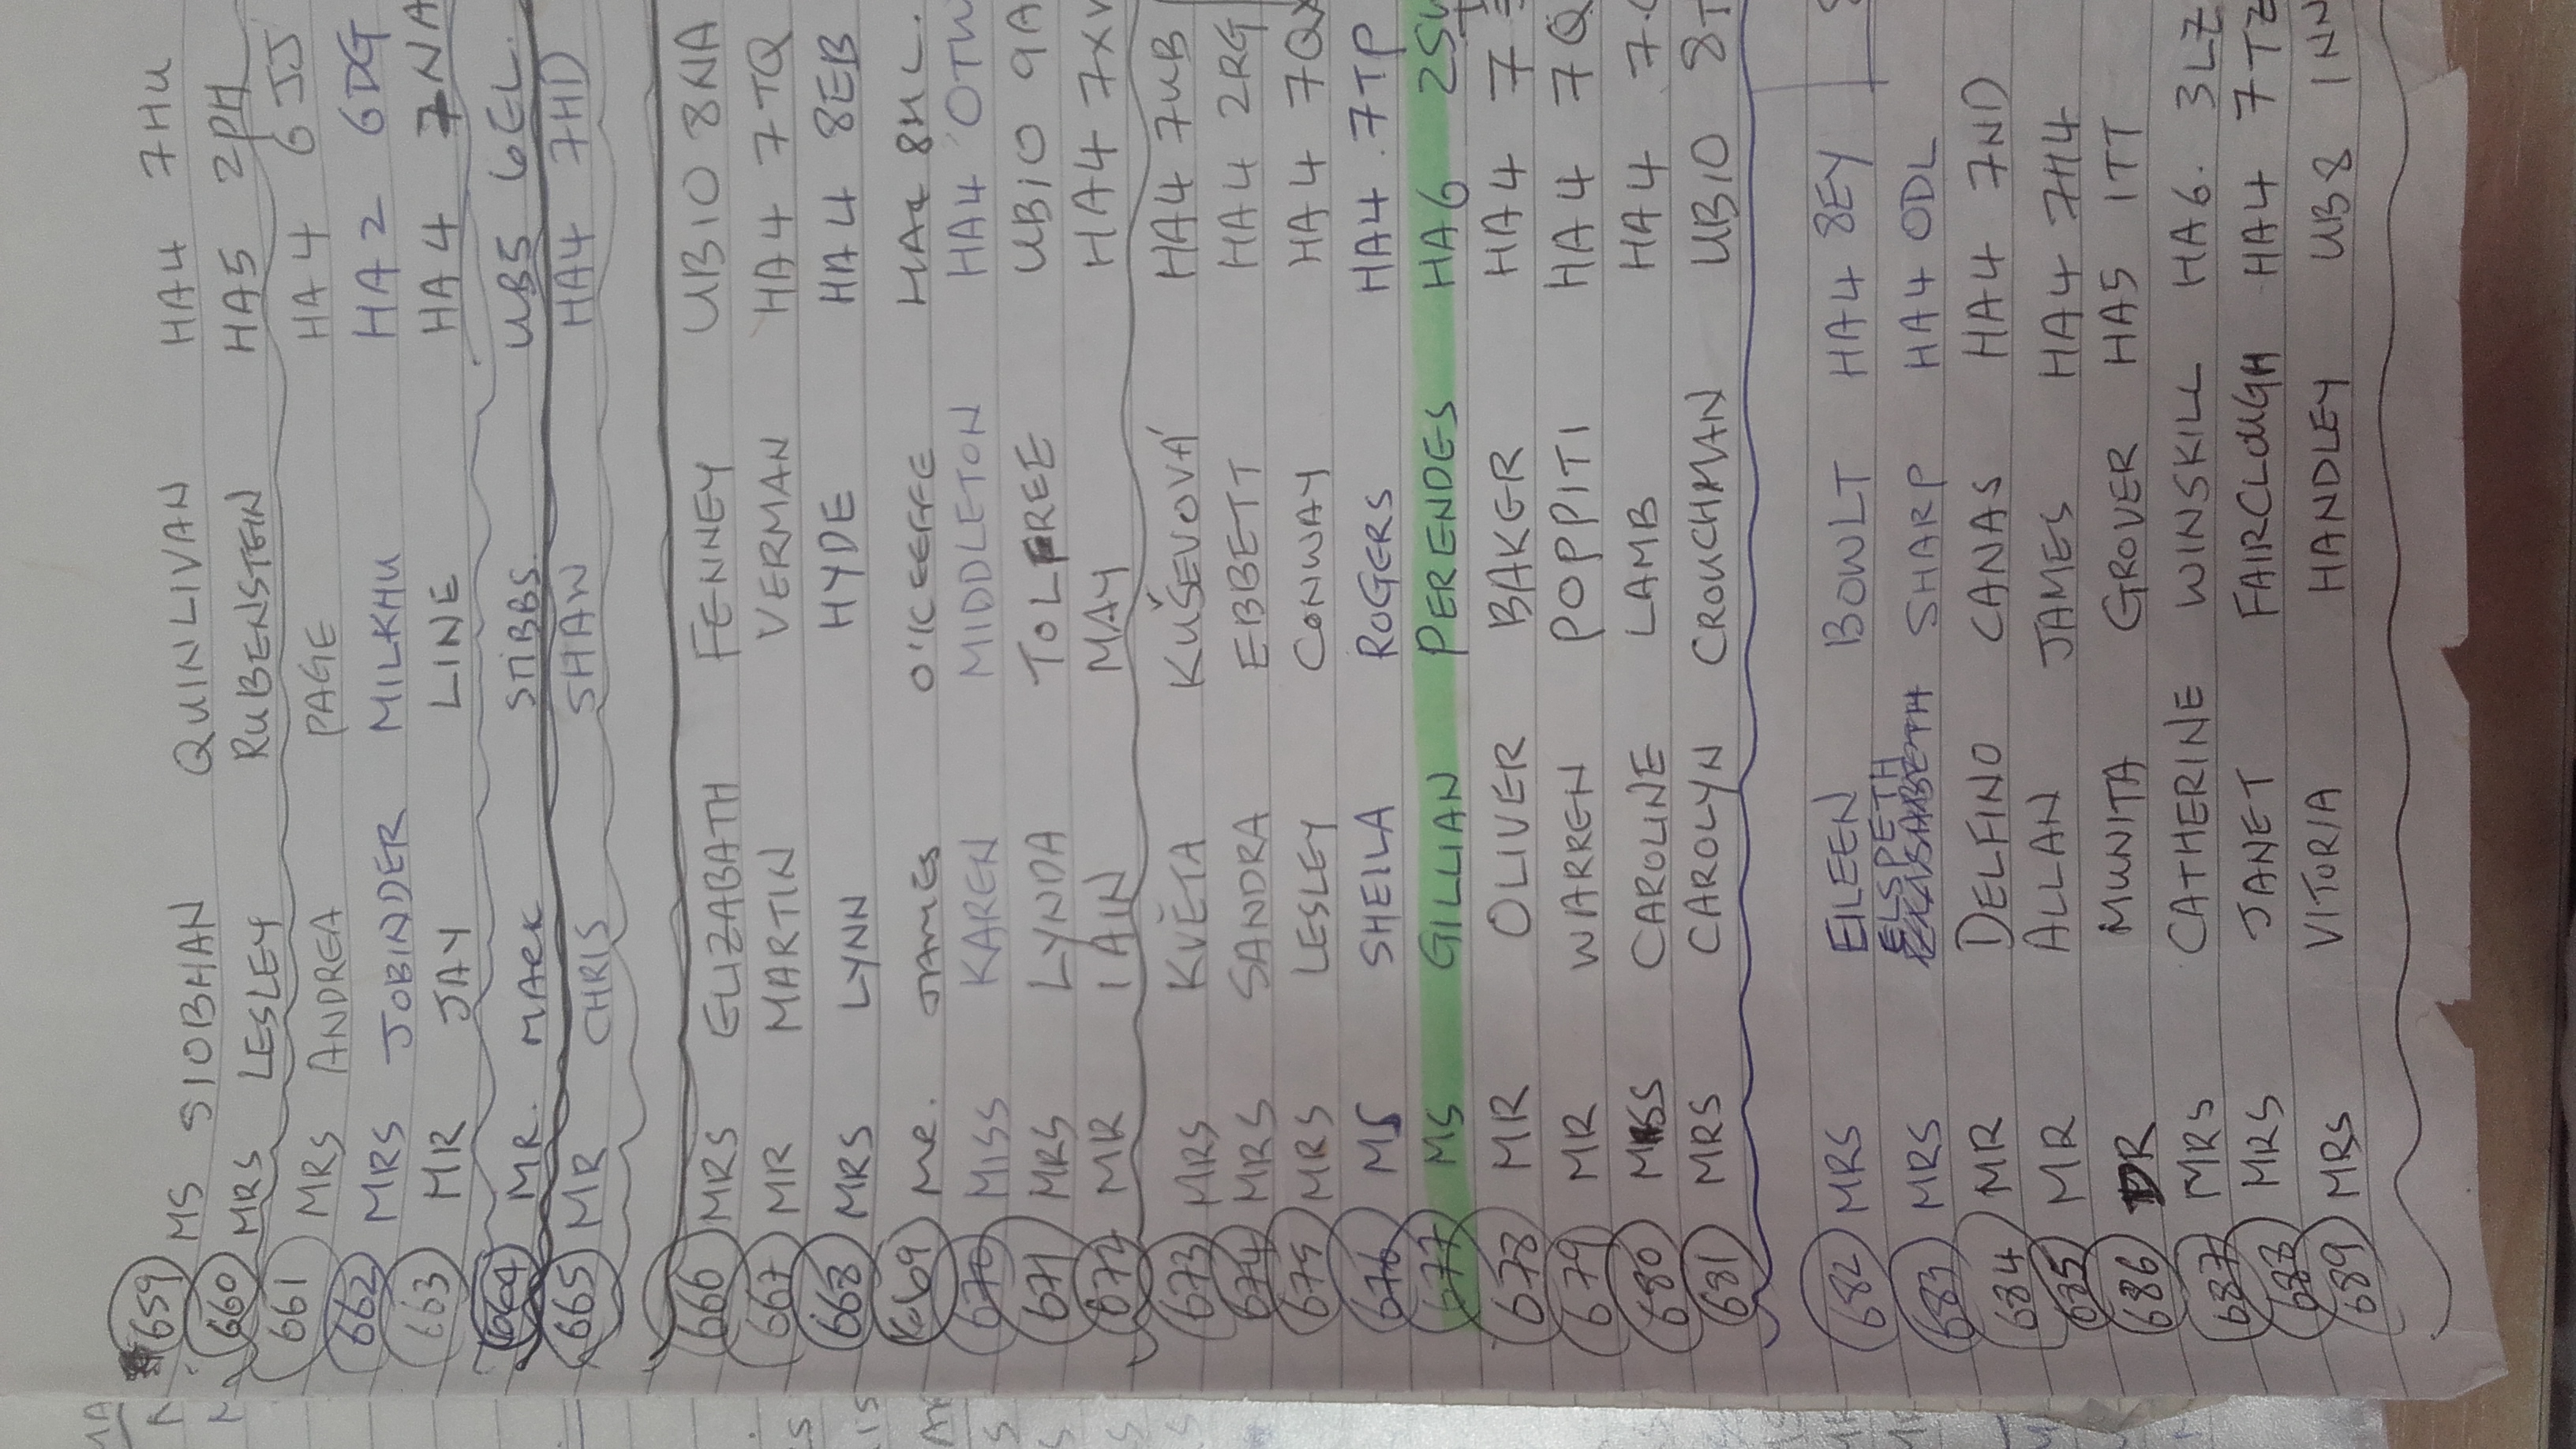 659 MS SIOBHAN QUINLIVAN HA4 7HU
660 MRS LESLEY RUBENSTEIN HA5 2PH
661 MRS ANDREA PAGE HA4 6JJ
662 MRS JOBINDER MILKHU HA2 6DG
663 MR JAY LINE HA4 7NA
664 MR. MARK STIBBS. UB5 6EL.
665 MR CHRIS SHAW HA4 7HD
666 MRS ELIZABATH FENNEY UB10 8NA
667 MR MARTIN VERMAN HA4 7TQ
668 MRS LYNN HYDE HA4 8EB
669 MR. JAMES O'KEEFFE HA4 8HL.
670 MISS KAREN MIDDLETON HA4 0TW
671 MRS LYNDA TOLFREE UB10 9A
672 MR IAIN MAY HA4 7XV
673 MRS KVĚTA KUŠEVOVÁ HA4 7UB
674 MRS SANDRA EBBETT HA4 2RG
675 MRS LESLEY CONWAY HA4 7QX
676 MS SHEILA ROGERS HA4 7TP
677 MS GILLIAN PERENDES HA6
678 MR OLIVER BAKER HA4 7
679 MR WARREN POPPITI HA4 7Q
680 MISS CAROLINE LAMB HA4 7
681 MRS CAROLYN CROUCHMAN UB10 8T
682 MRS EILEEN BOWLT HA4 8EY
683 MRS ELSPETH SHARP HA4 0DL
684 MR DELFINO CANAS HA4 7ND
685 MR ALLAN JAMES HA4 7H4
686 DR MUNITA GROVER HA5 1TT
687 MRS CATHERINE WINSKILL HA6. 3LZ
688 MRS JANET FAIRCLOUGH HA4 7TZ
689 MRS VITORIA HANDLEY UB8 1NN